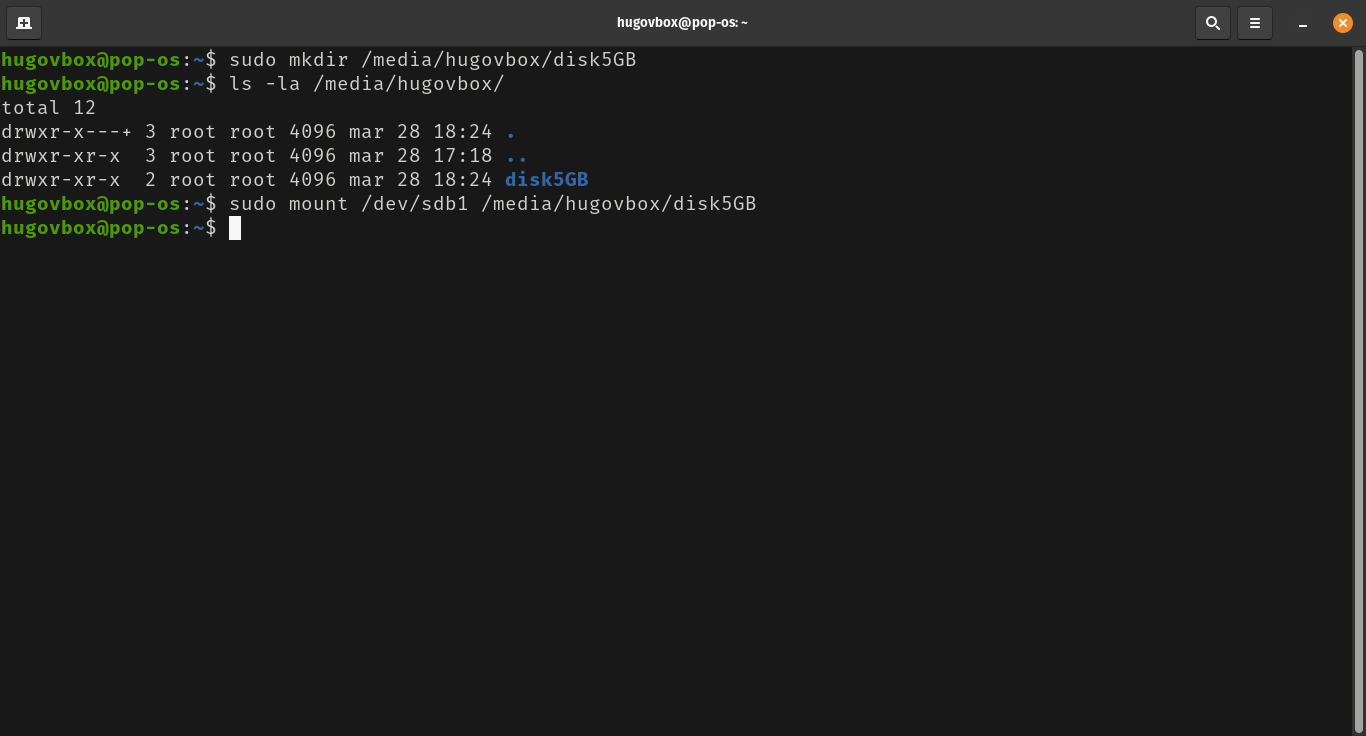 hugovbox@pop-os: ~
hugovbox@pop-os:~$ sudo mkdir /media/hugovbox/disk5GB
hugovbox@pop-os:~$ ls -la /media/hugovbox/
total 12
drwxr-x---+ 3 root root 4096 mar 28 18:24 .
drwxr-xr-x  3 root root 4096 mar 28 17:18 ..
drwxr-xr-x  2 root root 4096 mar 28 18:24 disk5GB
hugovbox@pop-os:~$ sudo mount /dev/sdb1 /media/hugovbox/disk5GB
hugovbox@pop-os:~$